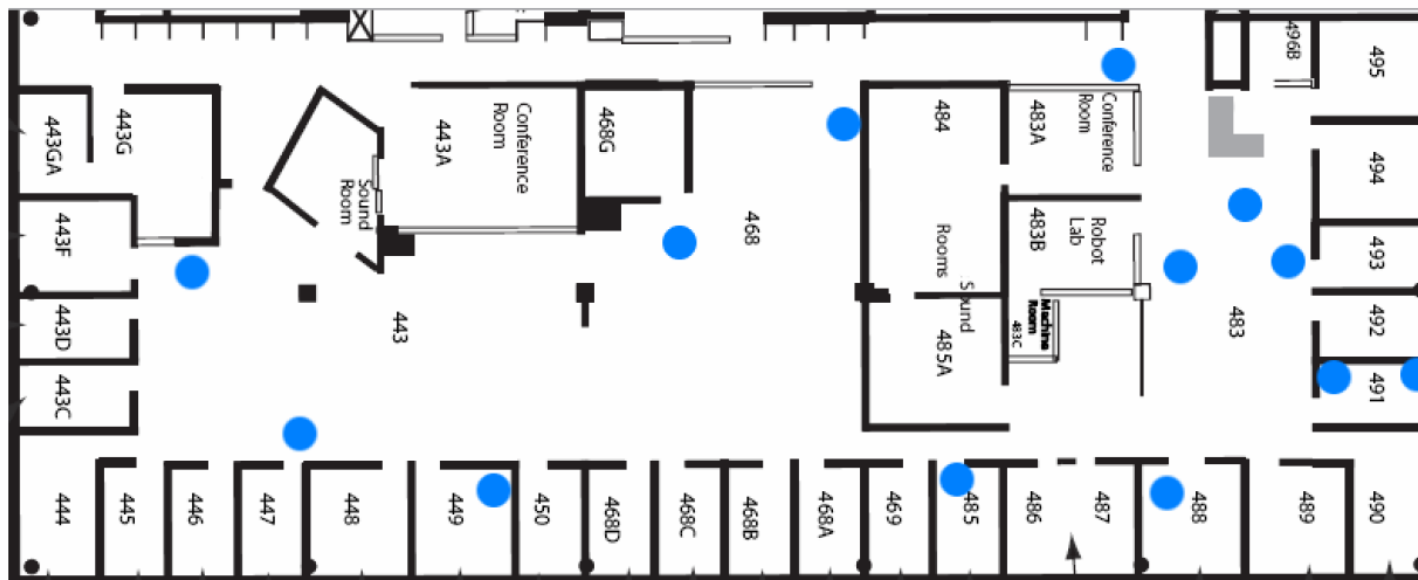 496B
495
443GA
443G
443A
Conference
Room
468G
484
483A
Conference
Room
494
443F
Sound
Room
468
Rooms
Sound
483B
Robot
Lab
493
443D
443
485A
Machine
Room
483C
483
492
443C
491
444
445
446
447
448
449
450
468D
468C
468B
468A
469
485
486
487
488
489
490